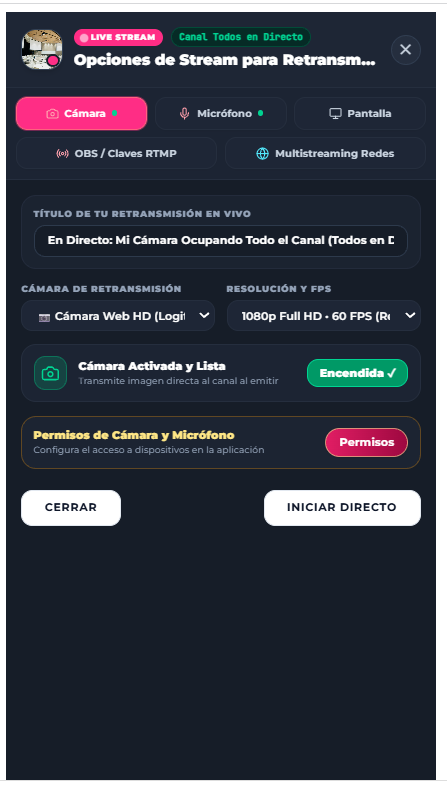 LIVE STREAM
Canal Todos en Directo
Opciones de Stream para Retransm...
Cámara
Micrófono
Pantalla
OBS / Claves RTMP
Multistreaming Redes
TÍTULO DE TU RETRANSMISIÓN EN VIVO
En Directo: Mi Cámara Ocupando Todo el Canal (Todos en D
CÁMARA DE RETRANSMISIÓN
RESOLUCIÓN Y FPS
Cámara Web HD (Logit
1080p Full HD • 60 FPS (Re
Cámara Activada y Lista
Transmite imagen directa al canal al emitir
Encendida ✓
Permisos de Cámara y Micrófono
Configura el acceso a dispositivos en la aplicación
Permisos
CERRAR
INICIAR DIRECTO